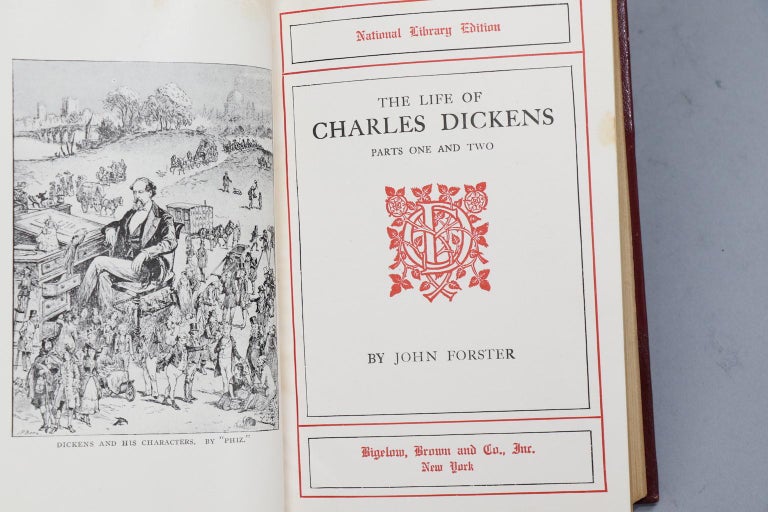 DICKENS AND HIS CHARACTERS. BY "PHIZ."
National Library Edition
THE LIFE OF
CHARLES DICKENS
PARTS ONE AND TWO
BY JOHN FORSTER
Bigelow, Brown and Co., Inc.
New York